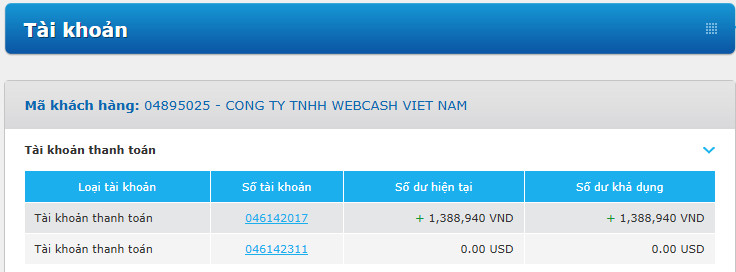 Tài khoản
Mã khách hàng: 04895025 - CONG TY TNHH WEBCASH VIET NAM
Tài khoản thanh toán
Loại tài khoản Số tài khoản Số dư hiện tại Số dư khả dụng
Tài khoản thanh toán 046142017 + 1,388,940 VND + 1,388,940 VND
Tài khoản thanh toán 046142311 0.00 USD 0.00 USD